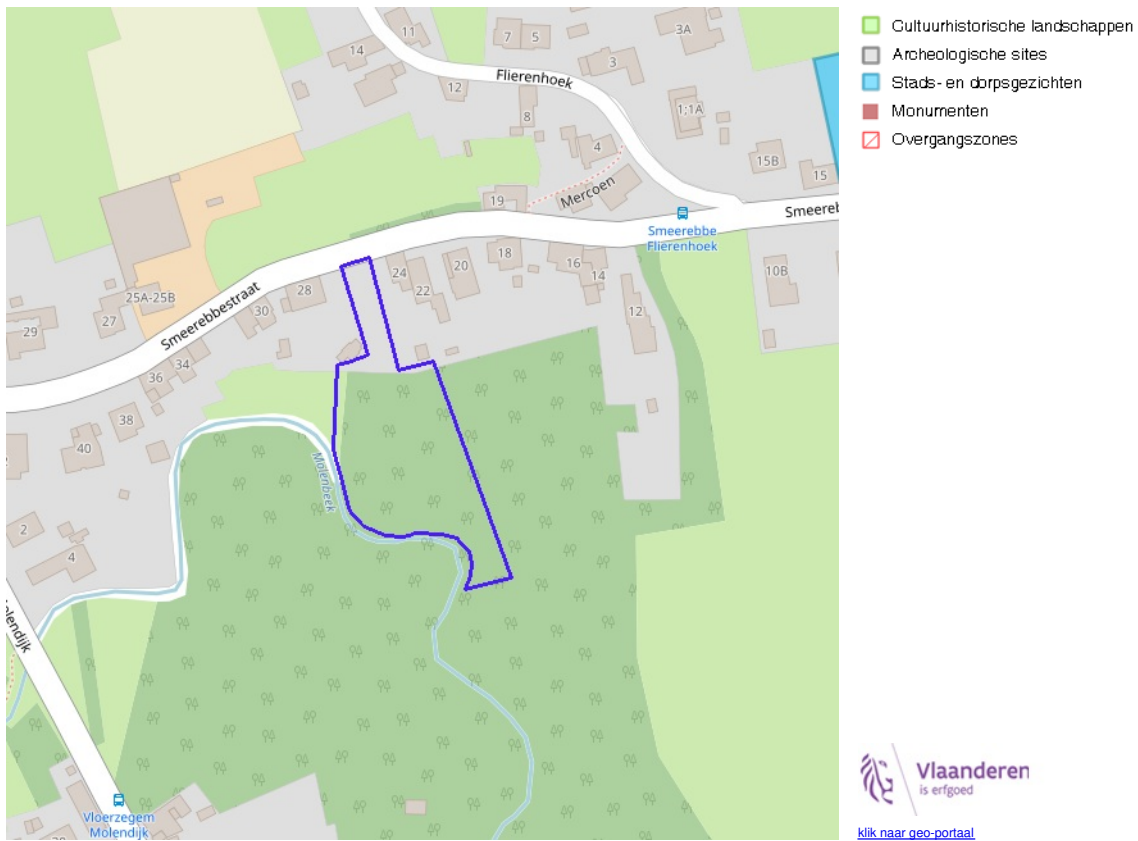 Cultuurhistorische landschappen
Archeologische sites
Stads- en dorpsgezichten
Monumenten
Overgangszones
11
7
5
3A
14
Flierenhoek
3
12
8
1;1A
4
15B
15
Mercoen
19
Smeerebbe
Flierenhoek
Smeereb
24
20
18
16
14
10B
22
28
25A-25B
30
27
29
Smeerebbestraat
12
34
36
38
40
Molenbeek
2
4
Molendijk
Vloerzegem
Molendijk
Vlaanderen
is erfgoed
klik naar geo-portaal